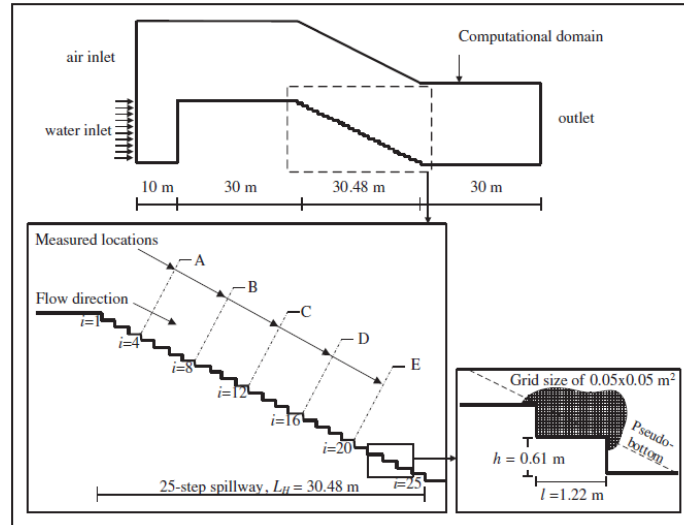 Computational domain
air inlet
water inlet
outlet
10 m
30 m
30.48 m
30 m
Measured locations
A
B
Flow direction
C
D
E
i=1
i=4
i=8
i=12
i=16
i=20
i=25
25-step spillway, L_H = 30.48 m
Grid size of 0.05x0.05 m²
Pseudo-
bottom
h = 0.61 m
l = 1.22 m